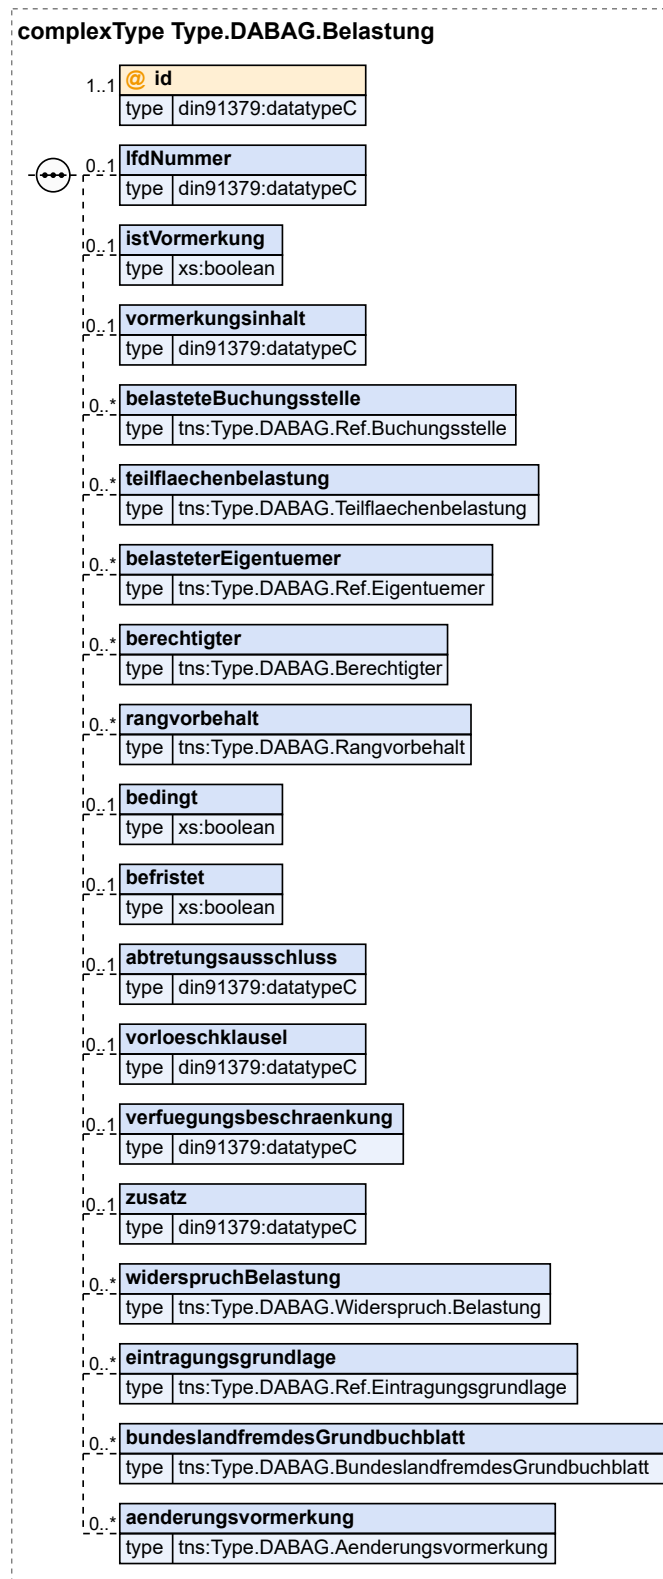 complexType Type.DABAG.Belastung
1..1 @ id
type din91379:datatypeC
0..1 lfdNummer
type din91379:datatypeC
0..1 istVormerkung
type xs:boolean
0..1 vormerkungsinhalt
type din91379:datatypeC
0..* belasteteBuchungsstelle
type tns:Type.DABAG.Ref.Buchungsstelle
0..* teilflaechenbelastung
type tns:Type.DABAG.Teilflaechenbelastung
0..* belasteterEigentuemer
type tns:Type.DABAG.Ref.Eigentuemer
0..* berechtigter
type tns:Type.DABAG.Berechtigter
0..* rangvorbehalt
type tns:Type.DABAG.Rangvorbehalt
0..1 bedingt
type xs:boolean
0..1 befristet
type xs:boolean
0..1 abtretungsausschluss
type din91379:datatypeC
0..1 vorloeschklausel
type din91379:datatypeC
0..1 verfuegungsbeschraenkung
type din91379:datatypeC
0..1 zusatz
type din91379:datatypeC
0..* widerspruchBelastung
type tns:Type.DABAG.Widerspruch.Belastung
0..* eintragungsgrundlage
type tns:Type.DABAG.Ref.Eintragungsgrundlage
0..* bundeslandfremdesGrundbuchblatt
type tns:Type.DABAG.BundeslandfremdesGrundbuchblatt
0..* aenderungsvormerkung
type tns:Type.DABAG.Aenderungsvormerkung